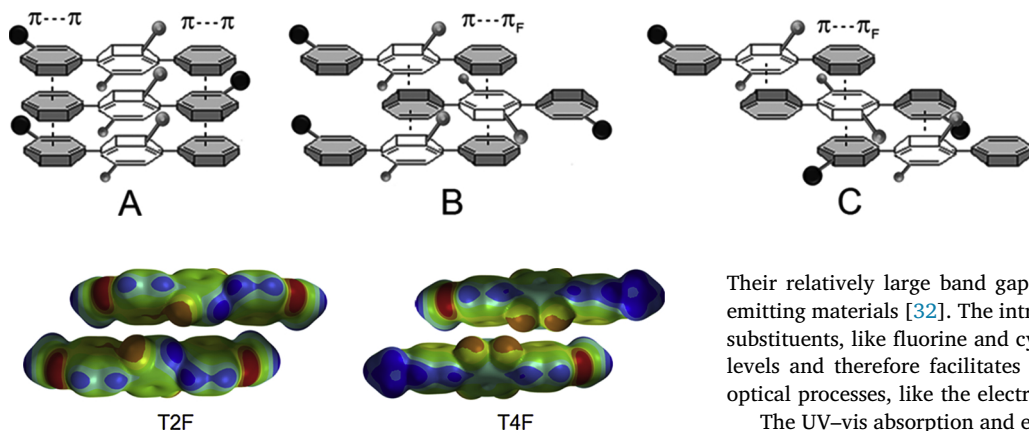 π---π π---π π---π_F π---π_F
A B C
T2F T4F
Their relatively large band gap
emitting materials [32]. The intr
substituents, like fluorine and cy
levels and therefore facilitates
optical processes, like the electr
The UV–vis absorption and e